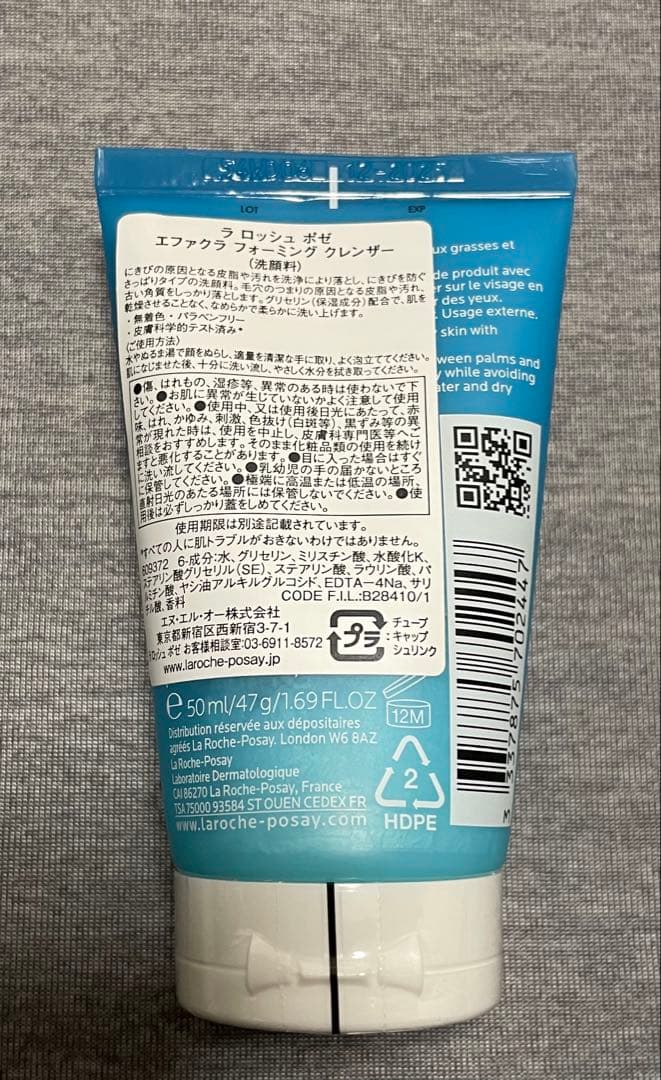 LOT EXP
ラ ロッシュ ポゼ
エファクラ フォーミング クレンザー
(洗顔料)
にきびの原因となる皮脂や汚れを洗浄により落とし、にきびを防ぐ
さっぱりタイプの洗顔料。毛穴のつまりの原因となる皮脂や汚れ、
古い角質をしっかり落とします。グリセリン(保湿成分)配合で、肌を
乾燥させることなく、なめらかで柔らかに洗い上げます。
・無着色・パラベンフリー
・皮膚科学的テスト済み*
〈ご使用方法〉
水やぬるま湯で顔をぬらし、適量を清潔な手に取り、よく泡立ててください。
肌になじませた後、十分に洗い流し、やさしく水分を拭き取ってください。
●傷、はれもの、湿疹等、異常のある時は使わないで下
さい。●お肌に異常が生じていないかよく注意して使用
してください。●使用中、又は使用後日光にあたって、赤
味、はれ、かゆみ、刺激、色抜け(白斑等)、黒ずみ等の異
常が現れた時は、使用を中止し、皮膚科専門医等へご
相談をおすすめします。そのまま化粧品類の使用を続け
ますと悪化することがあります。●目に入った場合はすぐ
に洗い流してください。●乳幼児の手の届かないところ
に保管してください。●極端に高温または低温の場所、
直射日光のあたる場所には保管しないでください。●使
用後は必ずしっかり蓋をしめてください。
使用期限は別途記載されています。
*すべての人に肌トラブルがおきないわけではありません。
609372 6-成分:水、グリセリン、ミリスチン酸、水酸化K、
ステアリン酸グリセリル(SE)、ステアリン酸、ラウリン酸、パ
ルミチン酸、ヤシ油アルキルグルコシド、EDTA-4Na、サリ
チル酸、香料 CODE F.I.L.:B28410/1
エヌ・エル・オー株式会社
東京都新宿区西新宿3-7-1
ラ ロッシュ ポゼ お客様相談室:03-6911-8572
www.laroche-posay.jp/
プラ
:チューブ
:キャップ
シュリンク
ux grasses et
de produit avec
er sur le visage en
r des yeux.
. Usage externe.
skin with
ween palms and
y while avoiding
ater and dry
3 337875 702447
e 50 ml/47g/1.69 FL.OZ
12M
Distribution réservée aux dépositaires
agréés La Roche-Posay. London W6 8AZ
La Roche-Posay
Laboratoire Dermatologique
CAI 86270 La Roche-Posay, France
TSA 75000 93584 ST OUEN CEDEX FR
www.laroche-posay.com
2
HDPE